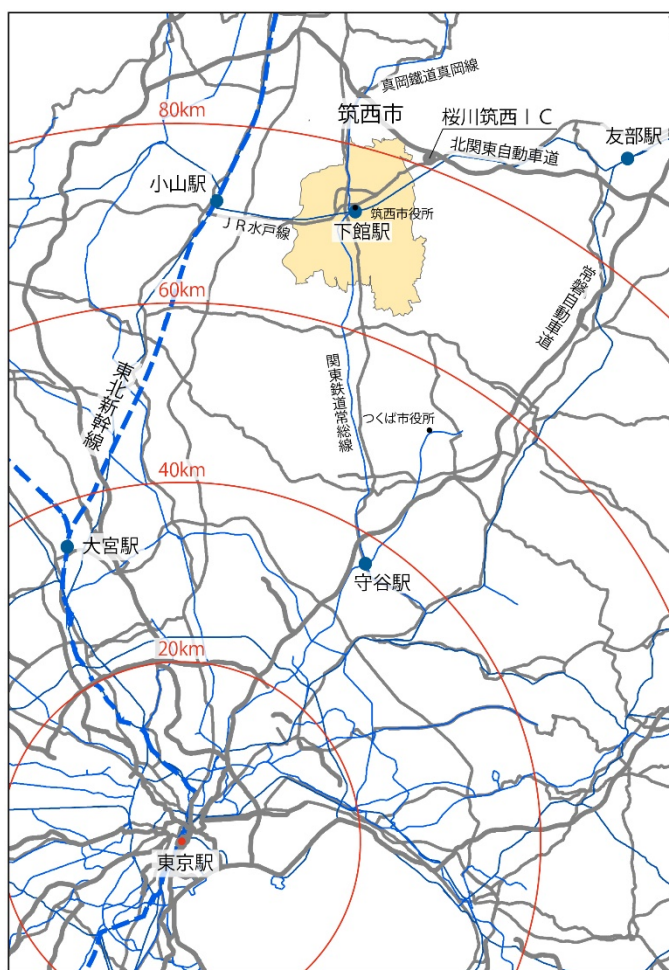 真岡鐵道真岡線
筑西市
桜川筑西ＩＣ
80km
北関東自動車道
友部駅
小山駅
筑西市役所
ＪＲ水戸線
下館駅
常磐自動車道
60km
東北新幹線
関東鉄道常総線
つくば市役所
40km
大宮駅
守谷駅
20km
東京駅